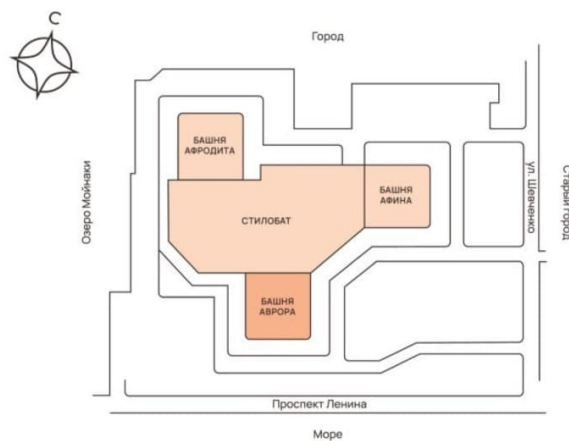 С
Город
БАШНЯ
АФРОДИТА
Озеро Мойнаки
СТИЛОБАТ
БАШНЯ
АФИНА
ул. Шевченко
Старый город
БАШНЯ
АВРОРА
Проспект Ленина
Море